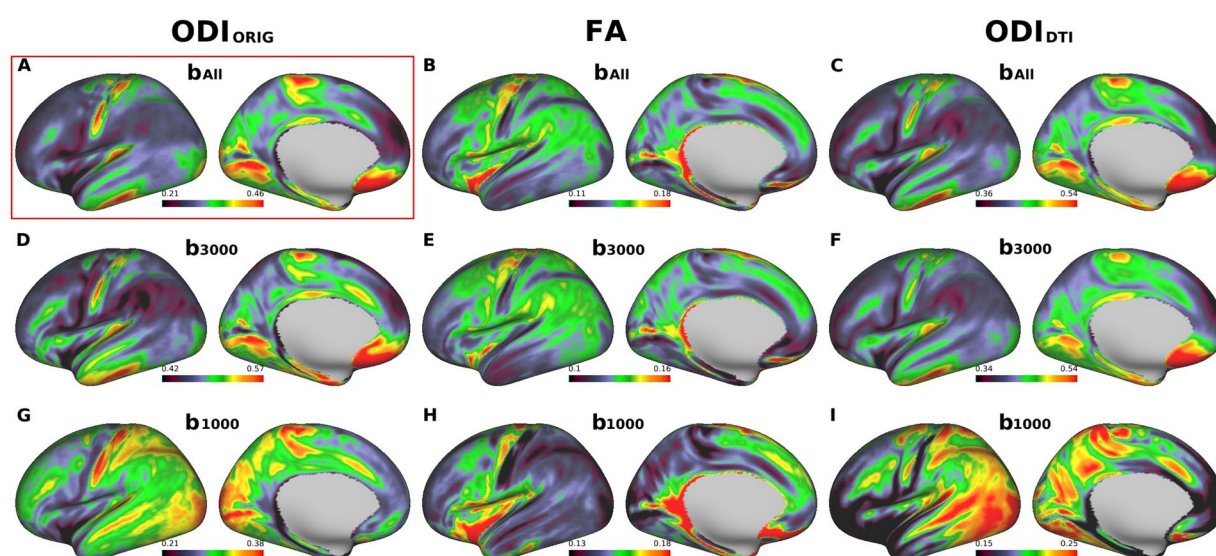 ODIORIG FA ODIDTI
A bAll B bAll C bAll
0.21 0.46 0.11 0.18 0.36 0.54
D b3000 E b3000 F b3000
0.42 0.57 0.1 0.16 0.34 0.54
G b1000 H b1000 I b1000
0.21 0.38 0.13 0.18 0.15 0.25